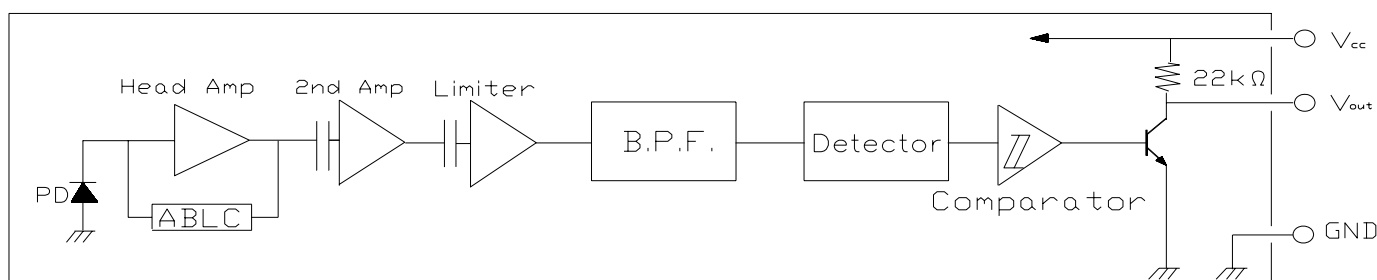 Head Amp
2nd Amp
Limiter
B.P.F.
Detector
Comparator
PD
ABLC
Vcc
22kΩ
Vout
GND